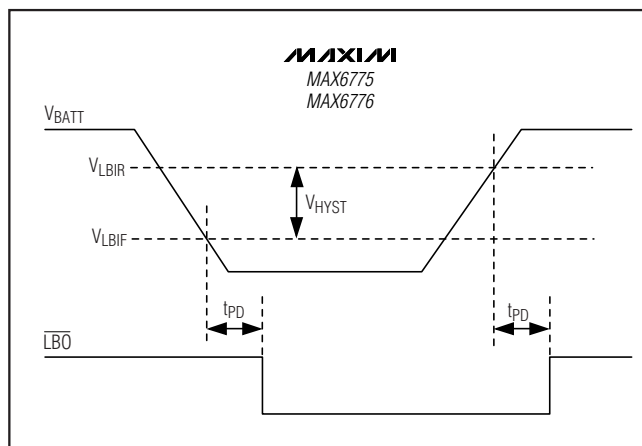 MAXIM
MAX6775
MAX6776
VBATT
VLBIR
VHYST
VLBIF
tPD
tPD
LBO